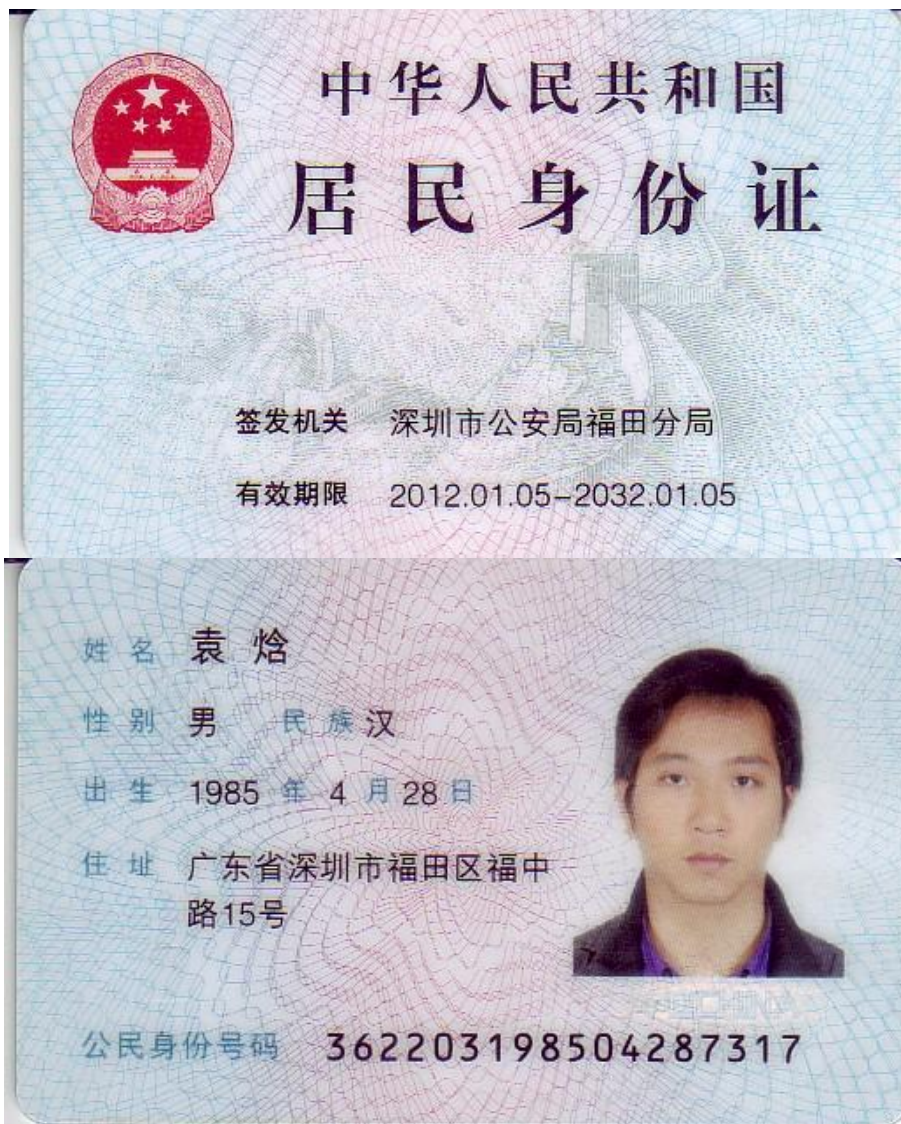 中华人民共和国
居民身份证
签发机关 深圳市公安局福田分局
有效期限 2012.01.05-2032.01.05
姓名 袁焓
性别 男 民族 汉
出生 1985 年 4 月 28 日
住址 广东省深圳市福田区福中
路15号
公民身份号码 362203198504287317